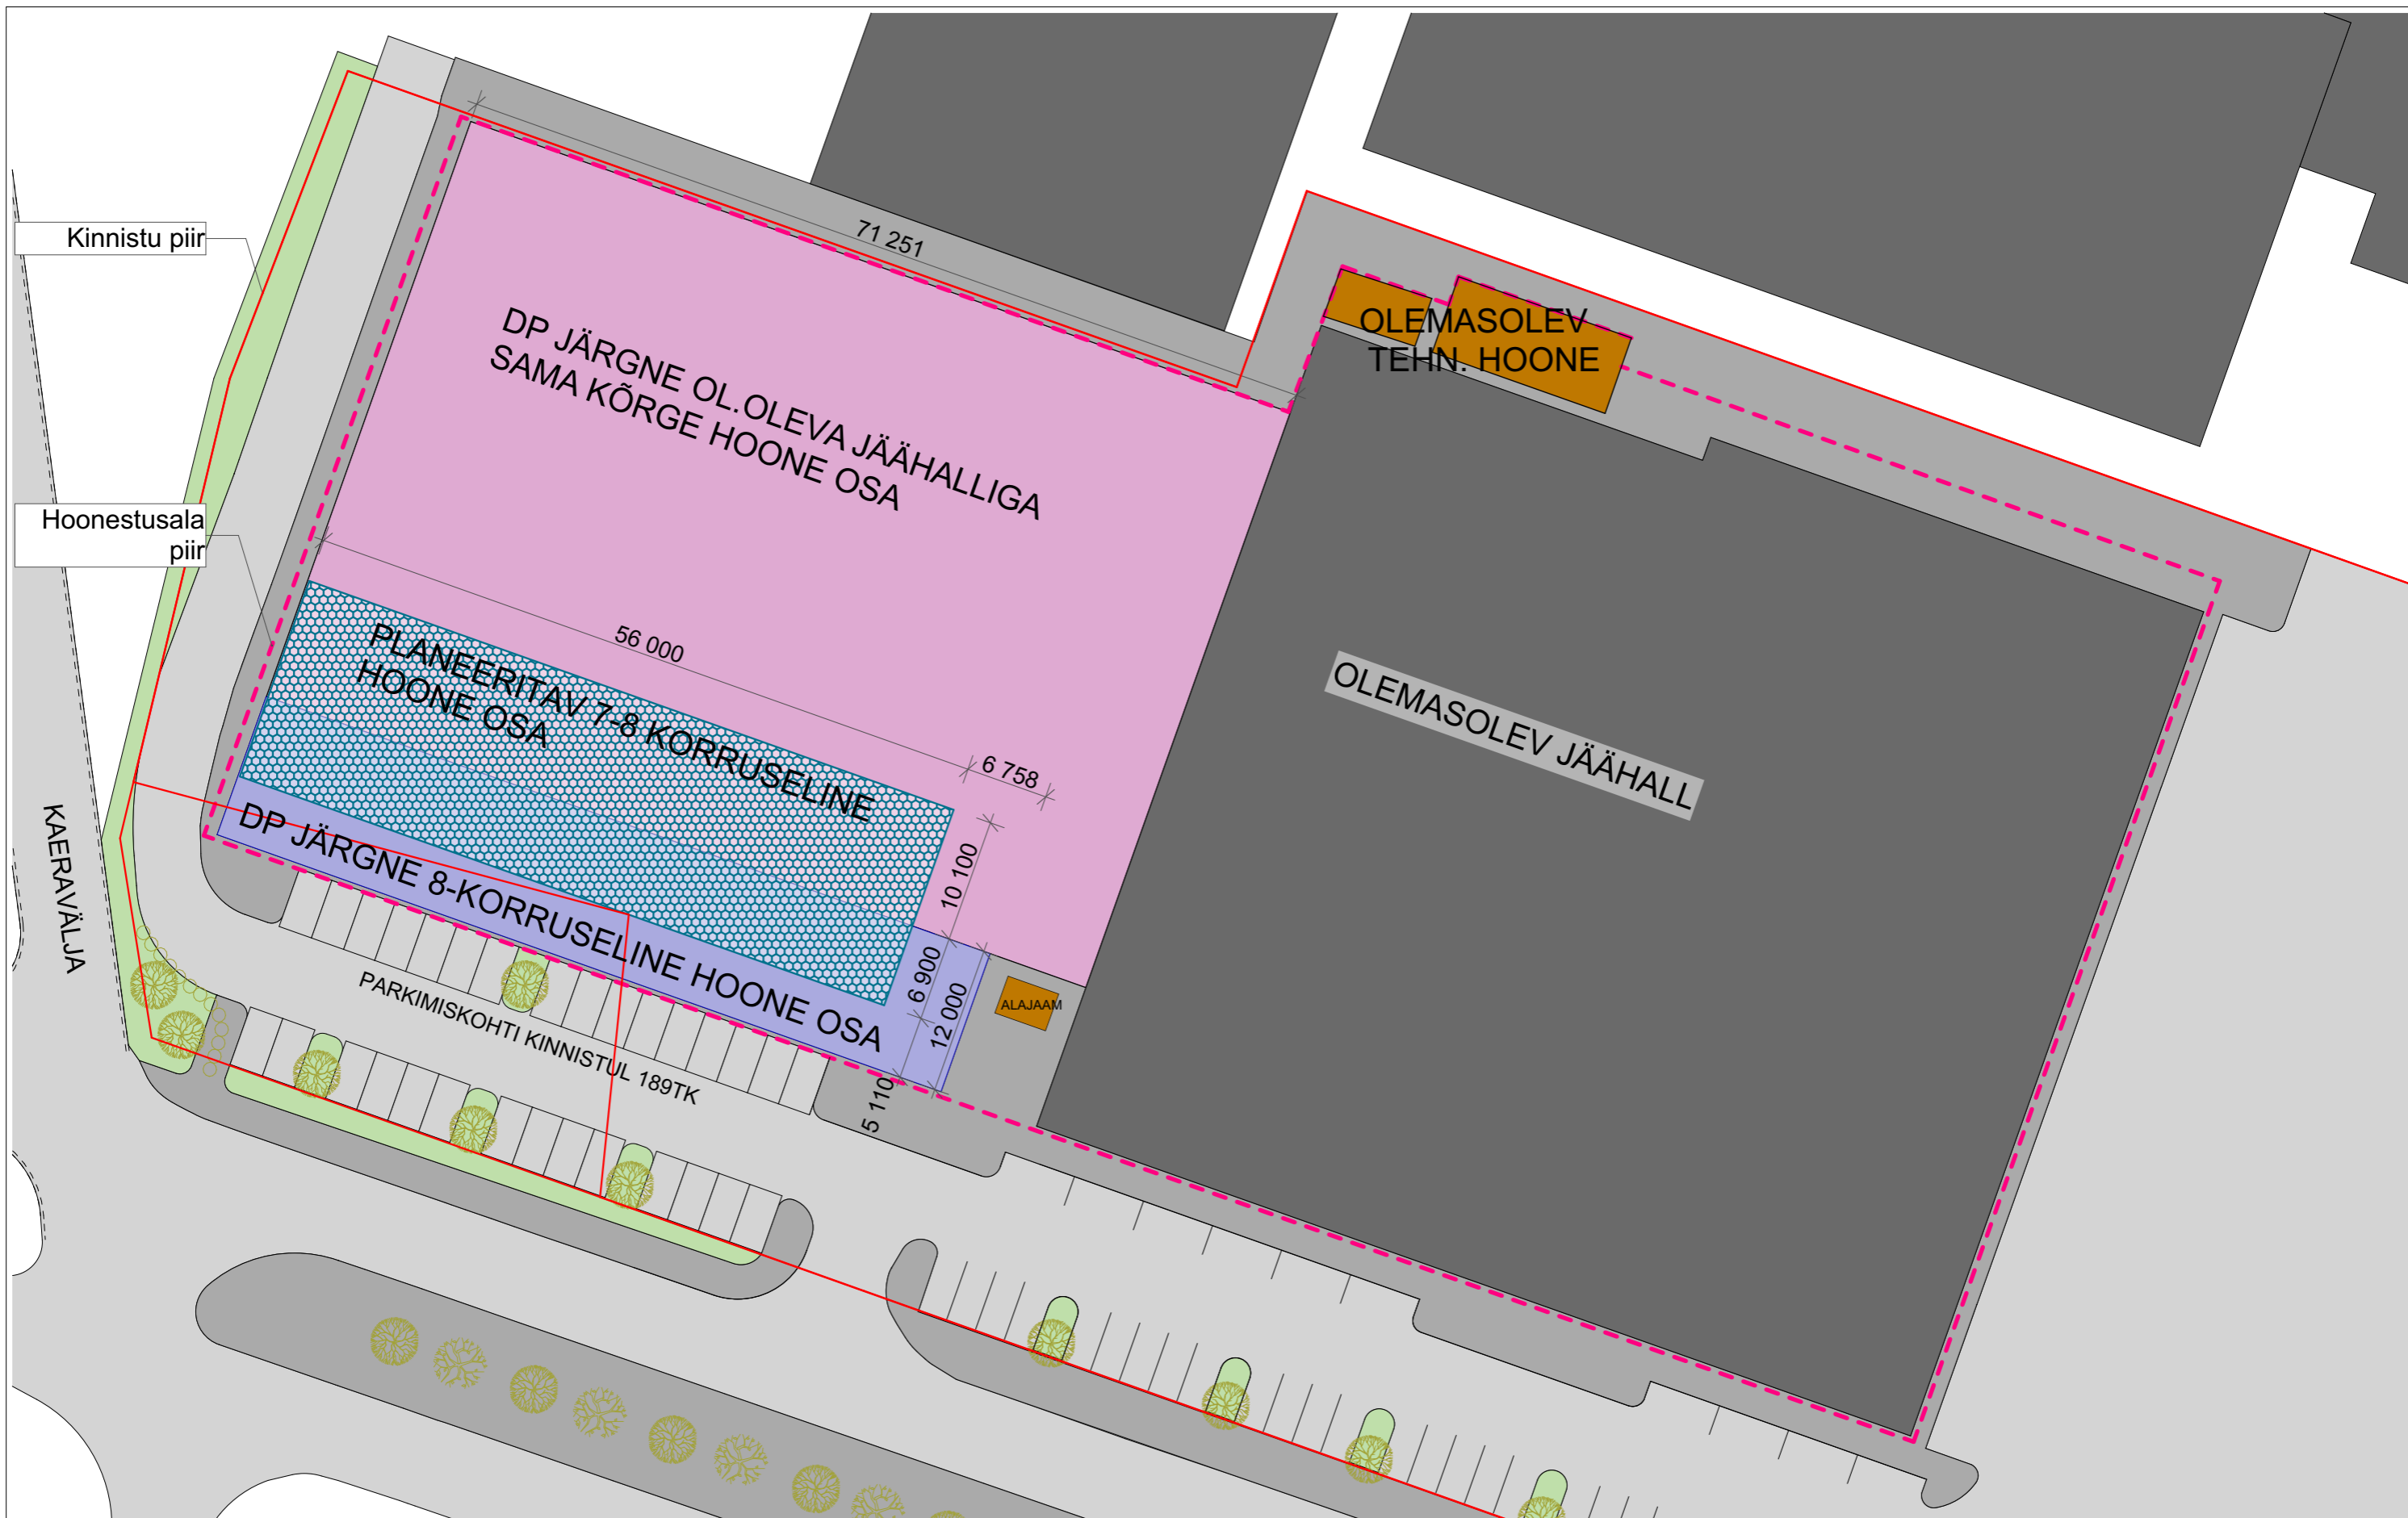 Kinnistu piir
71 251
OLEMASOLEV
TEHN. HOONE
DP JÄRGNE OL.OLEVA JÄÄHALLIGA
SAMA KÕRGE HOONE OSA
Hoonestusala
piir
56 000
6 758
PLANEERITAV 7-8 KORRUSELINE
HOONE OSA
OLEMASOLEV JÄÄHALL
10 100
6 900
12 000
5 110
DP JÄRGNE 8-KORRUSELINE HOONE OSA
ALAJAAM
KAERAVÄLJA
PARKIMISKOHTI KINNISTUL 189TK